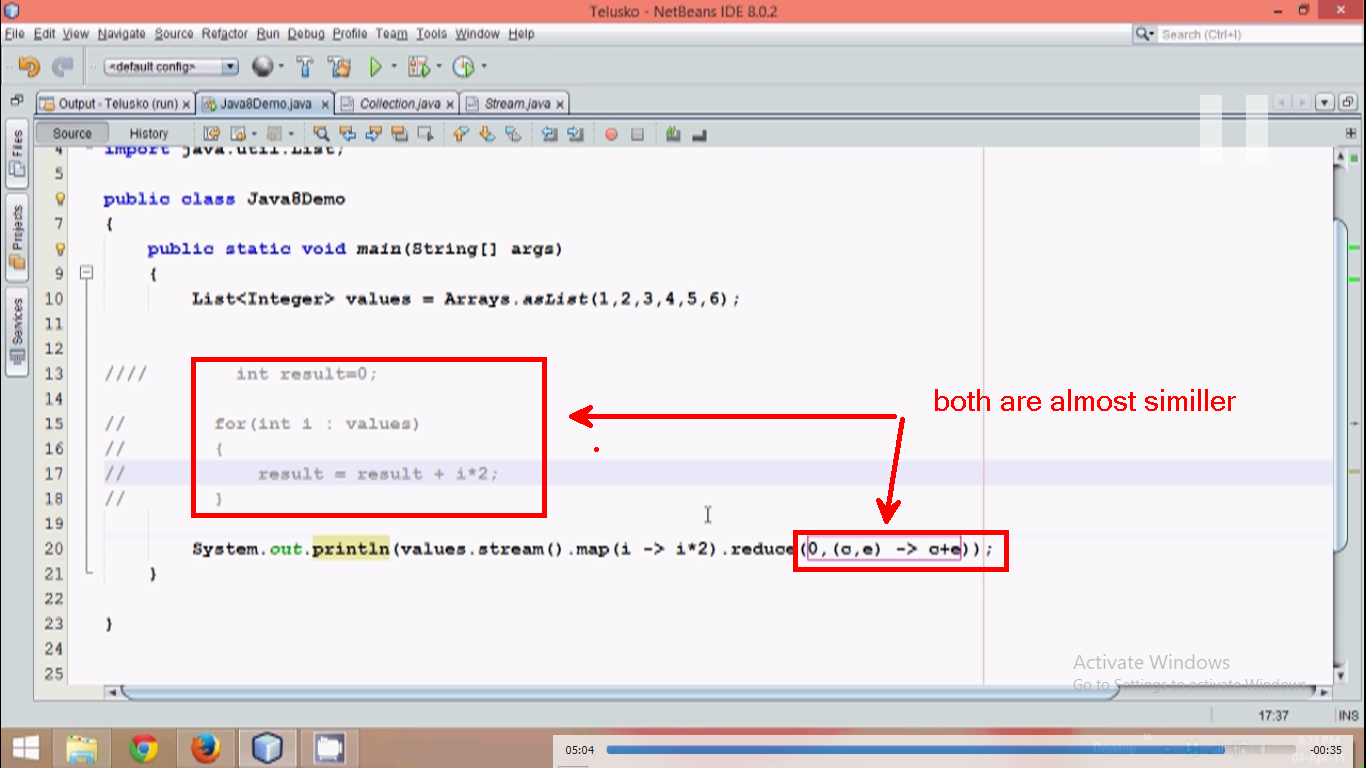 Telusko - NetBeans IDE 8.0.2
File Edit View Navigate Source Refactor Run Debug Profile Team Tools Window Help
Search (Ctrl+I)
<default config>
Output - Telusko (run) x Java8Demo.java x Collection.java x Stream.java x
Source History
Files
Projects
Services
4 import java.util.List;
5
public class Java8Demo
7 {
public static void main(String[] args)
9 {
10 List<Integer> values = Arrays.asList(1,2,3,4,5,6);
11
12
13 //// int result=0;
14
15 // for(int i : values)
16 // {
17 // result = result + i*2;
18 // }
19
20 System.out.println(values.stream().map(i -> i*2).reduce(0,(c,e) -> c+e));
21 }
22
23 }
24
25
both are almost similler
Activate Windows
Go to Settings to activate Windows.
17:37 INS
05:04 -00:35
Desktop